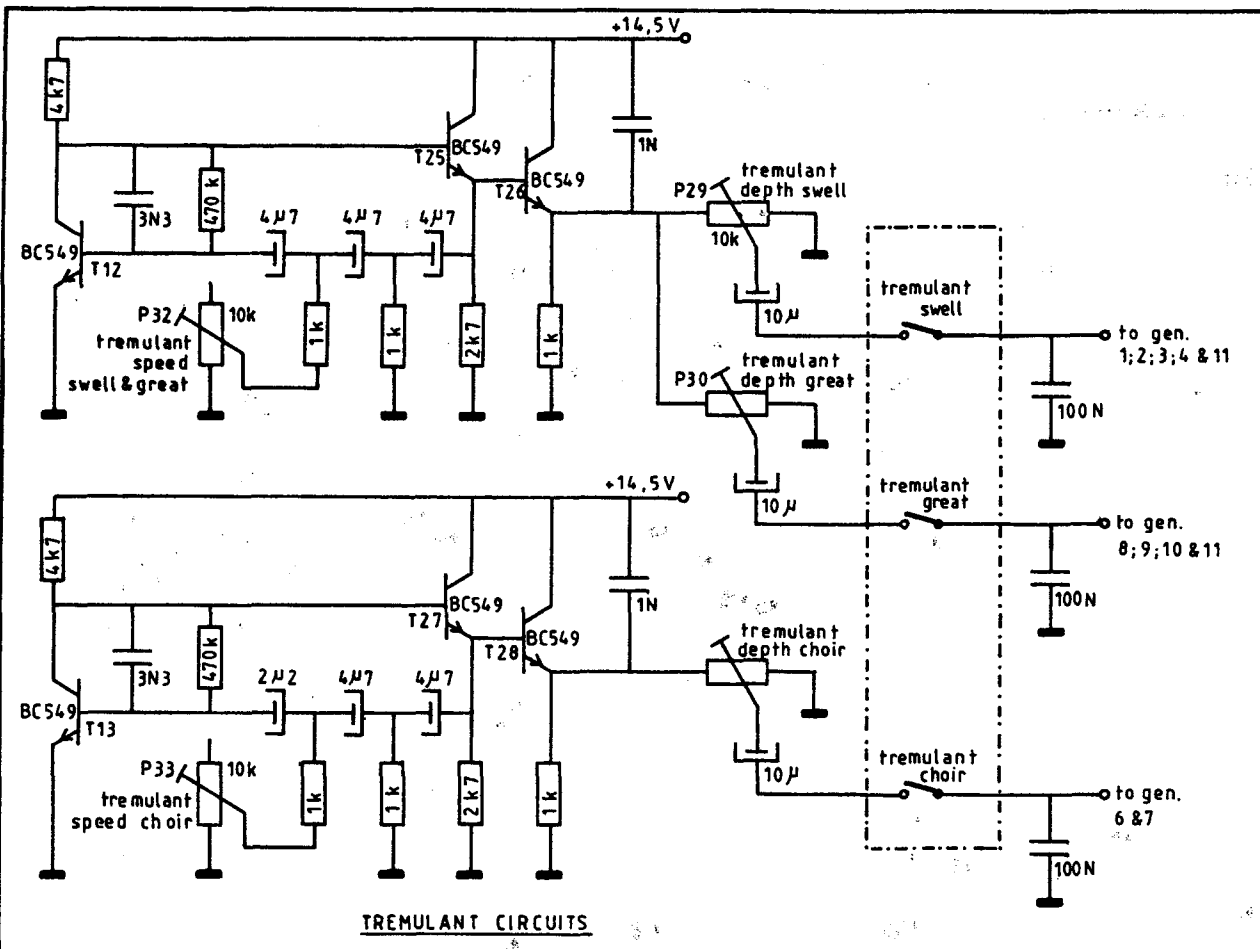 +14,5 V
4k7
BC549
T25
BC549
T26
1N
tremulant
depth swell
P29
10k
3N3
470k
4µ7
4µ7
4µ7
BC549
T12
10µ
tremulant
swell
P32
10k
tremulant
speed
swell & great
1k
1k
2k7
1k
to gen.
1;2;3;4 & 11
100N
tremulant
depth great
P30
10µ
tremulant
great
to gen.
8;9;10 & 11
100N
+14,5V
4k7
BC549
T27
BC549
T28
1N
tremulant
depth choir
3N3
470k
2µ2
4µ7
4µ7
BC549
T13
10µ
tremulant
choir
P33
10k
tremulant
speed choir
1k
1k
2k7
1k
to gen.
6 & 7
100N
TREMULANT CIRCUITS